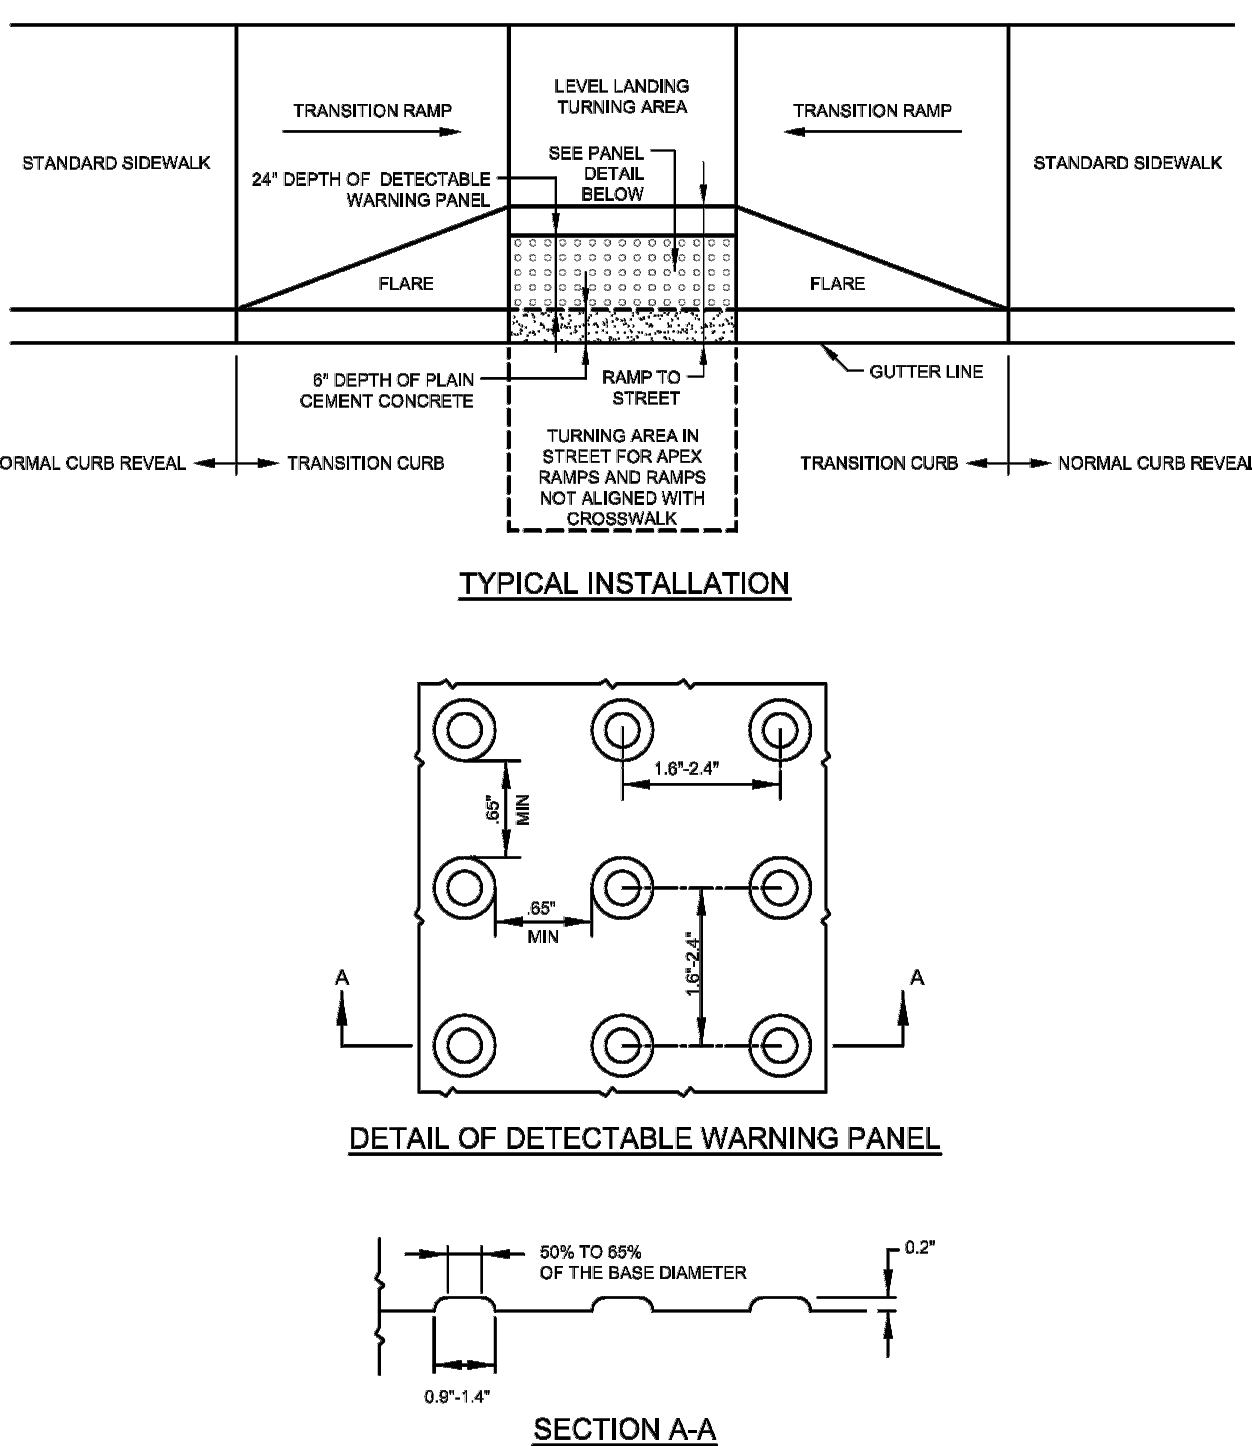 LEVEL LANDING
TURNING AREA
TRANSITION RAMP
TRANSITION RAMP
STANDARD SIDEWALK
SEE PANEL
DETAIL
BELOW
STANDARD SIDEWALK
24" DEPTH OF DETECTABLE
WARNING PANEL
FLARE
FLARE
6" DEPTH OF PLAIN
CEMENT CONCRETE
RAMP TO
STREET
GUTTER LINE
TURNING AREA IN
STREET FOR APEX
RAMPS AND RAMPS
NOT ALIGNED WITH
CROSSWALK
ORMAL CURB REVEAL
TRANSITION CURB
TRANSITION CURB
NORMAL CURB REVEAL
TYPICAL INSTALLATION
1.6"-2.4"
.65"
MIN
.65"
MIN
1.6"-2.4"
A
A
DETAIL OF DETECTABLE WARNING PANEL
50% TO 65%
OF THE BASE DIAMETER
0.2"
0.9"-1.4"
SECTION A-A